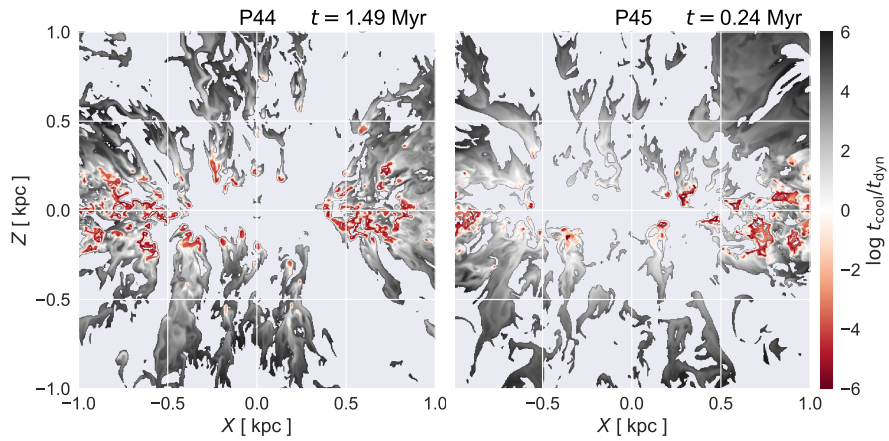 P44 t = 1.49 Myr
P45 t = 0.24 Myr
1.0
0.5
0.0
−0.5
−1.0
Z [ kpc ]
−1.0 −0.5 0.0 0.5 1.0
X [ kpc ]
−0.5 0.0 0.5 1.0
X [ kpc ]
6
4
2
0
−2
−4
−6
log tcool/tdyn